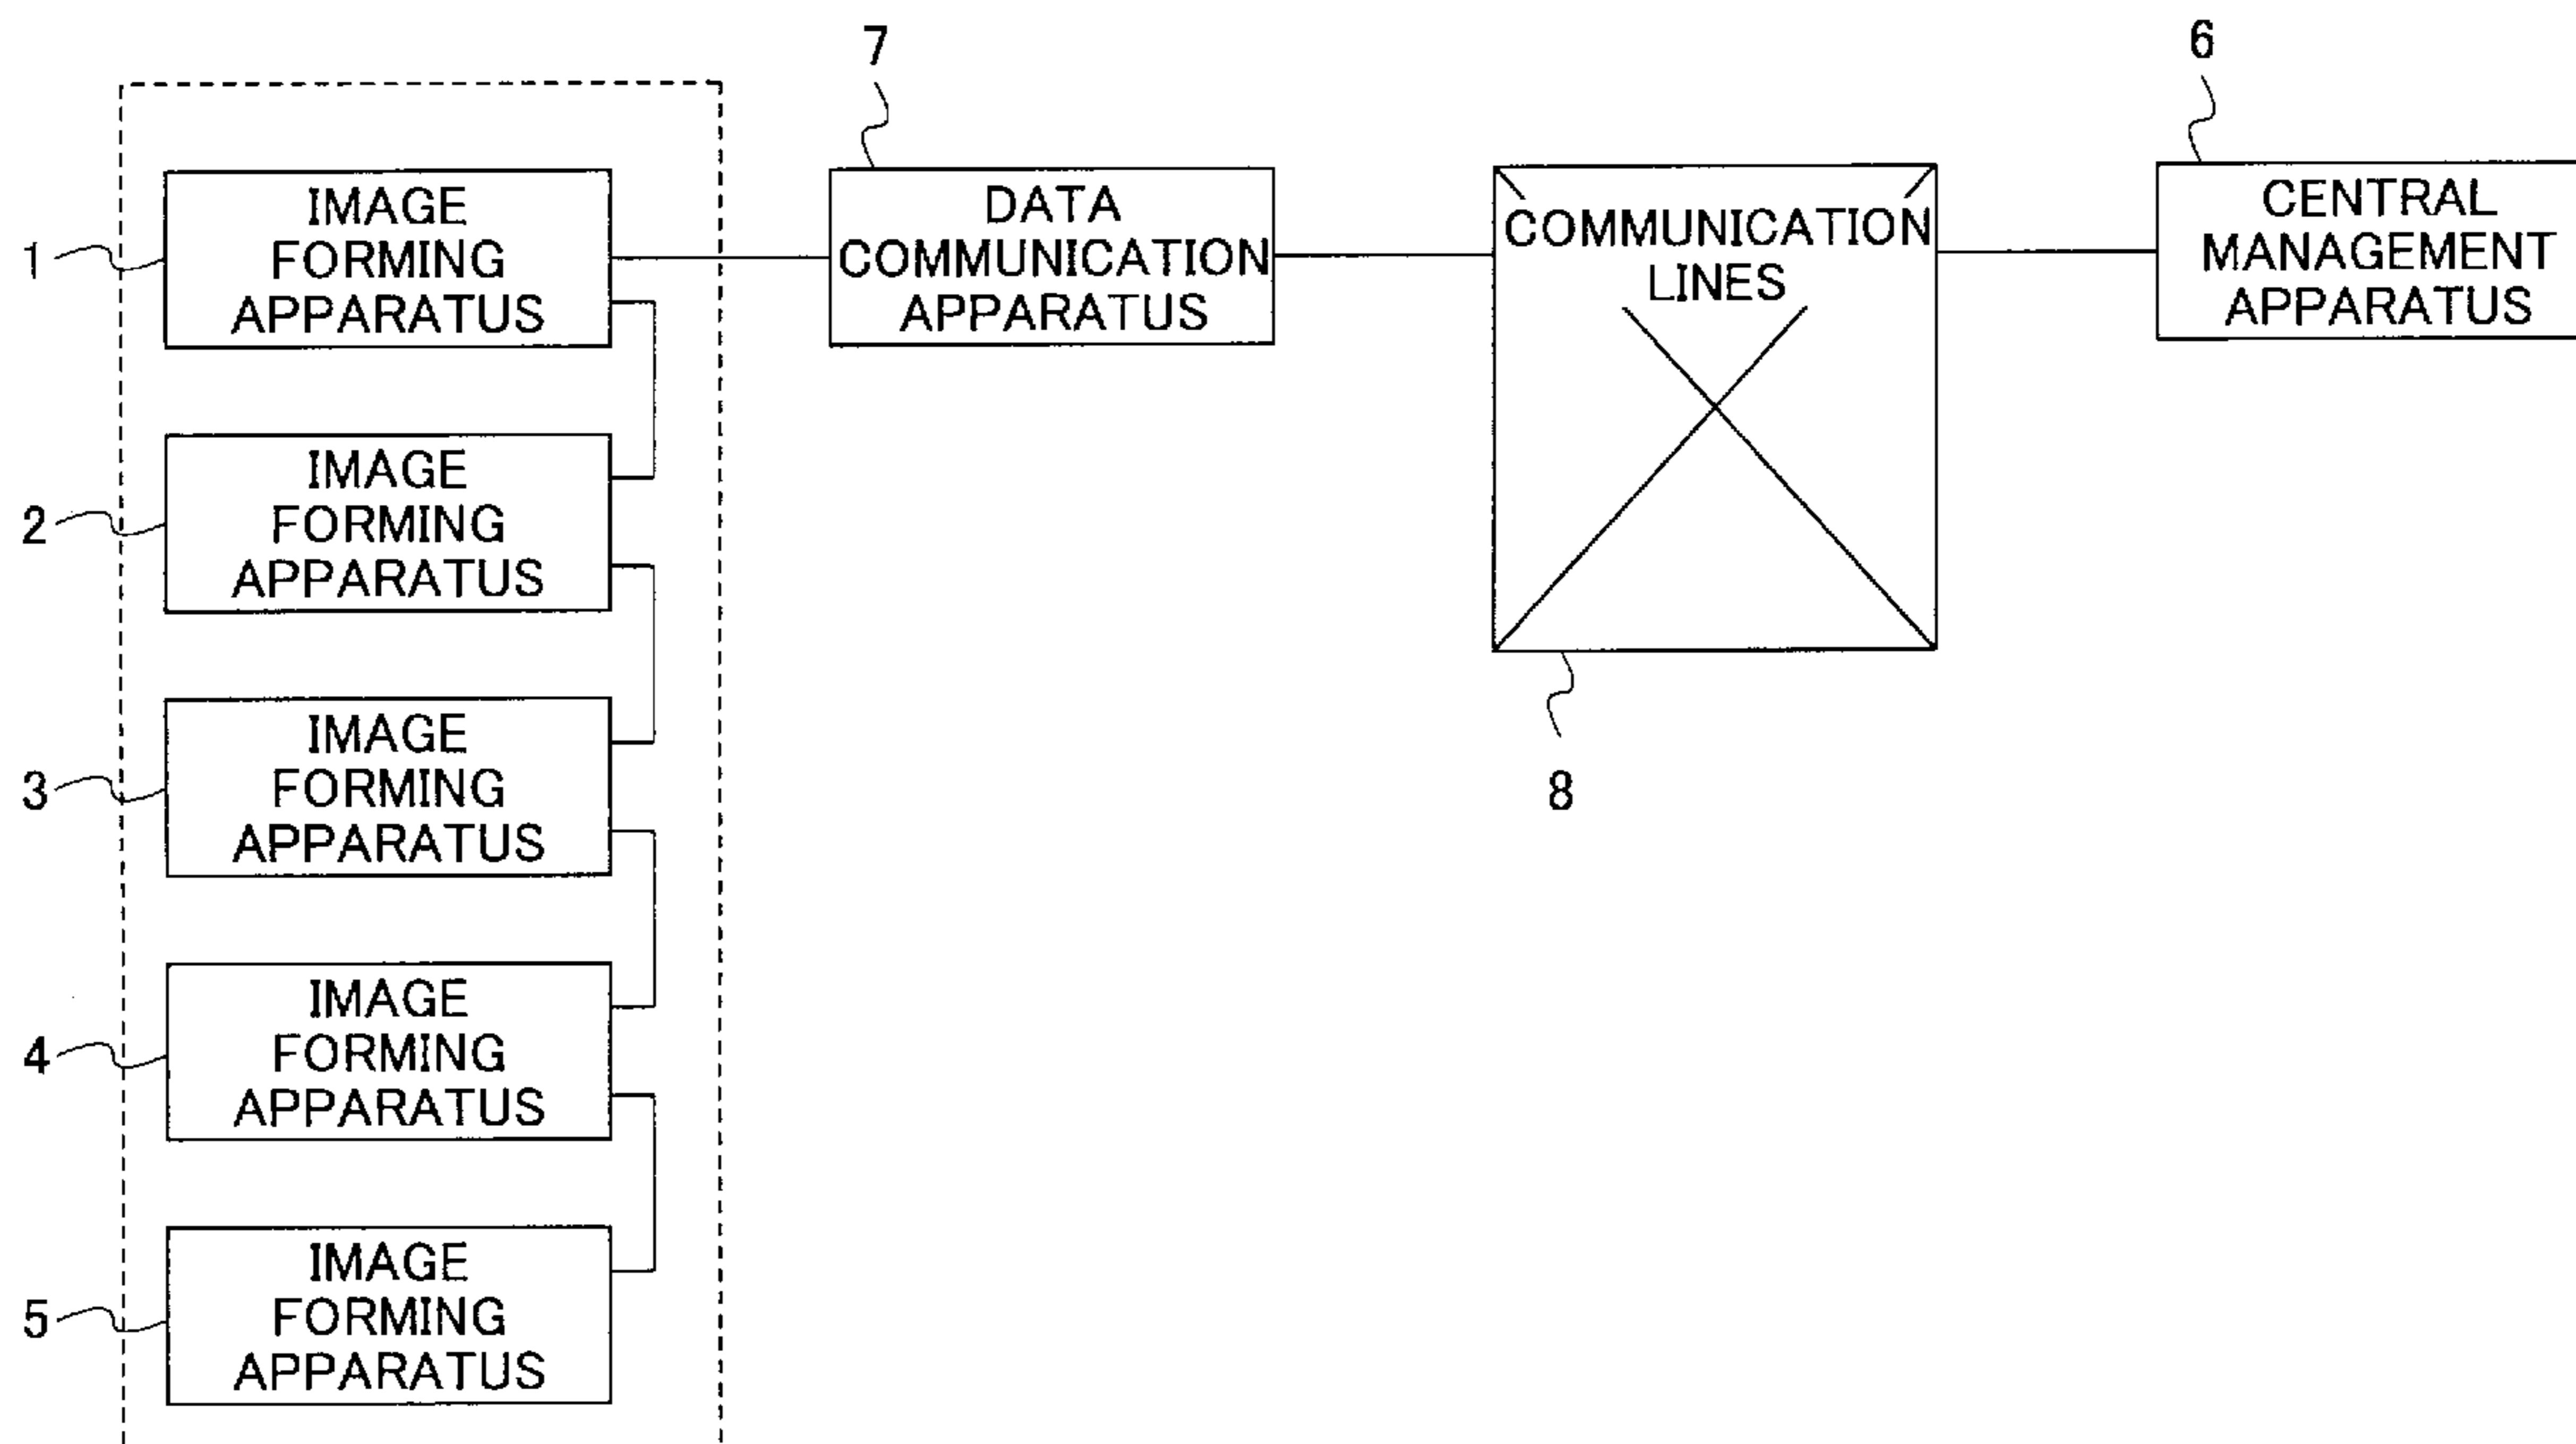 7
6
1
IMAGE
FORMING
APPARATUS
DATA
COMMUNICATION
APPARATUS
COMMUNICATION
LINES
CENTRAL
MANAGEMENT
APPARATUS
2
IMAGE
FORMING
APPARATUS
3
IMAGE
FORMING
APPARATUS
8
4
IMAGE
FORMING
APPARATUS
5
IMAGE
FORMING
APPARATUS